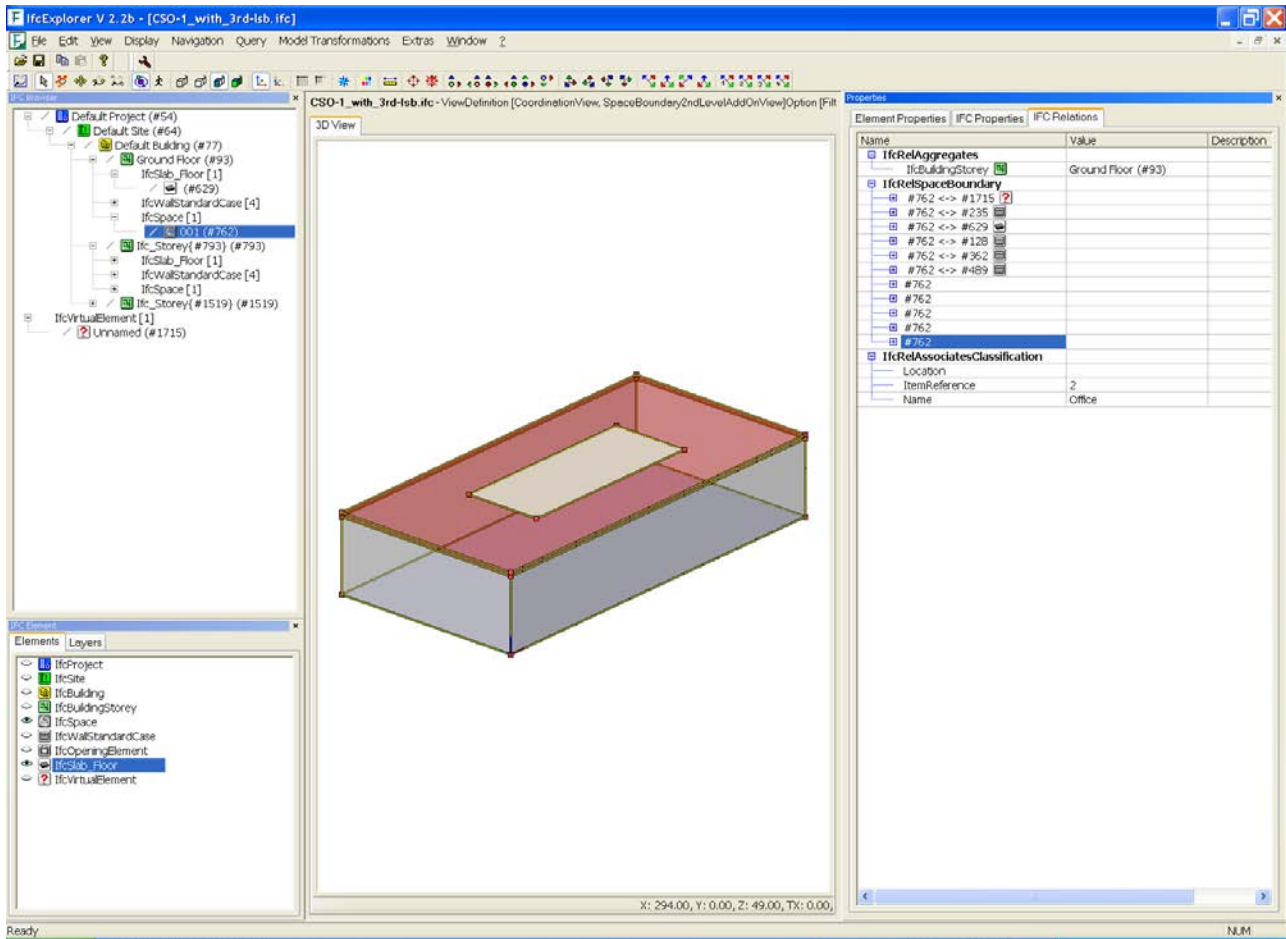 IfcExplorer V 2.2b - [CSO-1_with_3rd-lsb.ifc]
File Edit View Display Navigation Query Model Transformations Extras Window ?
IFC Browser
Default Project (#54)
Default Site (#64)
Default Building (#77)
Ground Floor (#93)
IfcSlab_Floor [1]
(#629)
IfcWallStandardCase [4]
IfcSpace [1]
001 (#762)
Ifc_Storey{#793} (#793)
IfcSlab_Floor [1]
IfcWallStandardCase [4]
IfcSpace [1]
Ifc_Storey{#1519} (#1519)
IfcVirtualElement [1]
Unnamed (#1715)
IFC Element
Elements Layers
IfcProject
IfcSite
IfcBuilding
IfcBuildingStorey
IfcSpace
IfcWallStandardCase
IfcOpeningElement
IfcSlab_Floor
IfcVirtualElement
CSO-1_with_3rd-lsb.ifc - ViewDefinition [CoordinationView, SpaceBoundary2ndLevelAddOnView]Option [Filt
3D View
X: 294.00, Y: 0.00, Z: 49.00, TX: 0.00,
Properties
Element Properties IFC Properties IFC Relations
Name Value Description
IfcRelAggregates
IfcBuildingStorey Ground Floor (#93)
IfcRelSpaceBoundary
#762 <-> #1715 ?
#762 <-> #235
#762 <-> #629
#762 <-> #128
#762 <-> #362
#762 <-> #489
#762
#762
#762
#762
#762
IfcRelAssociatesClassification
Location
ItemReference 2
Name Office
Ready NUM